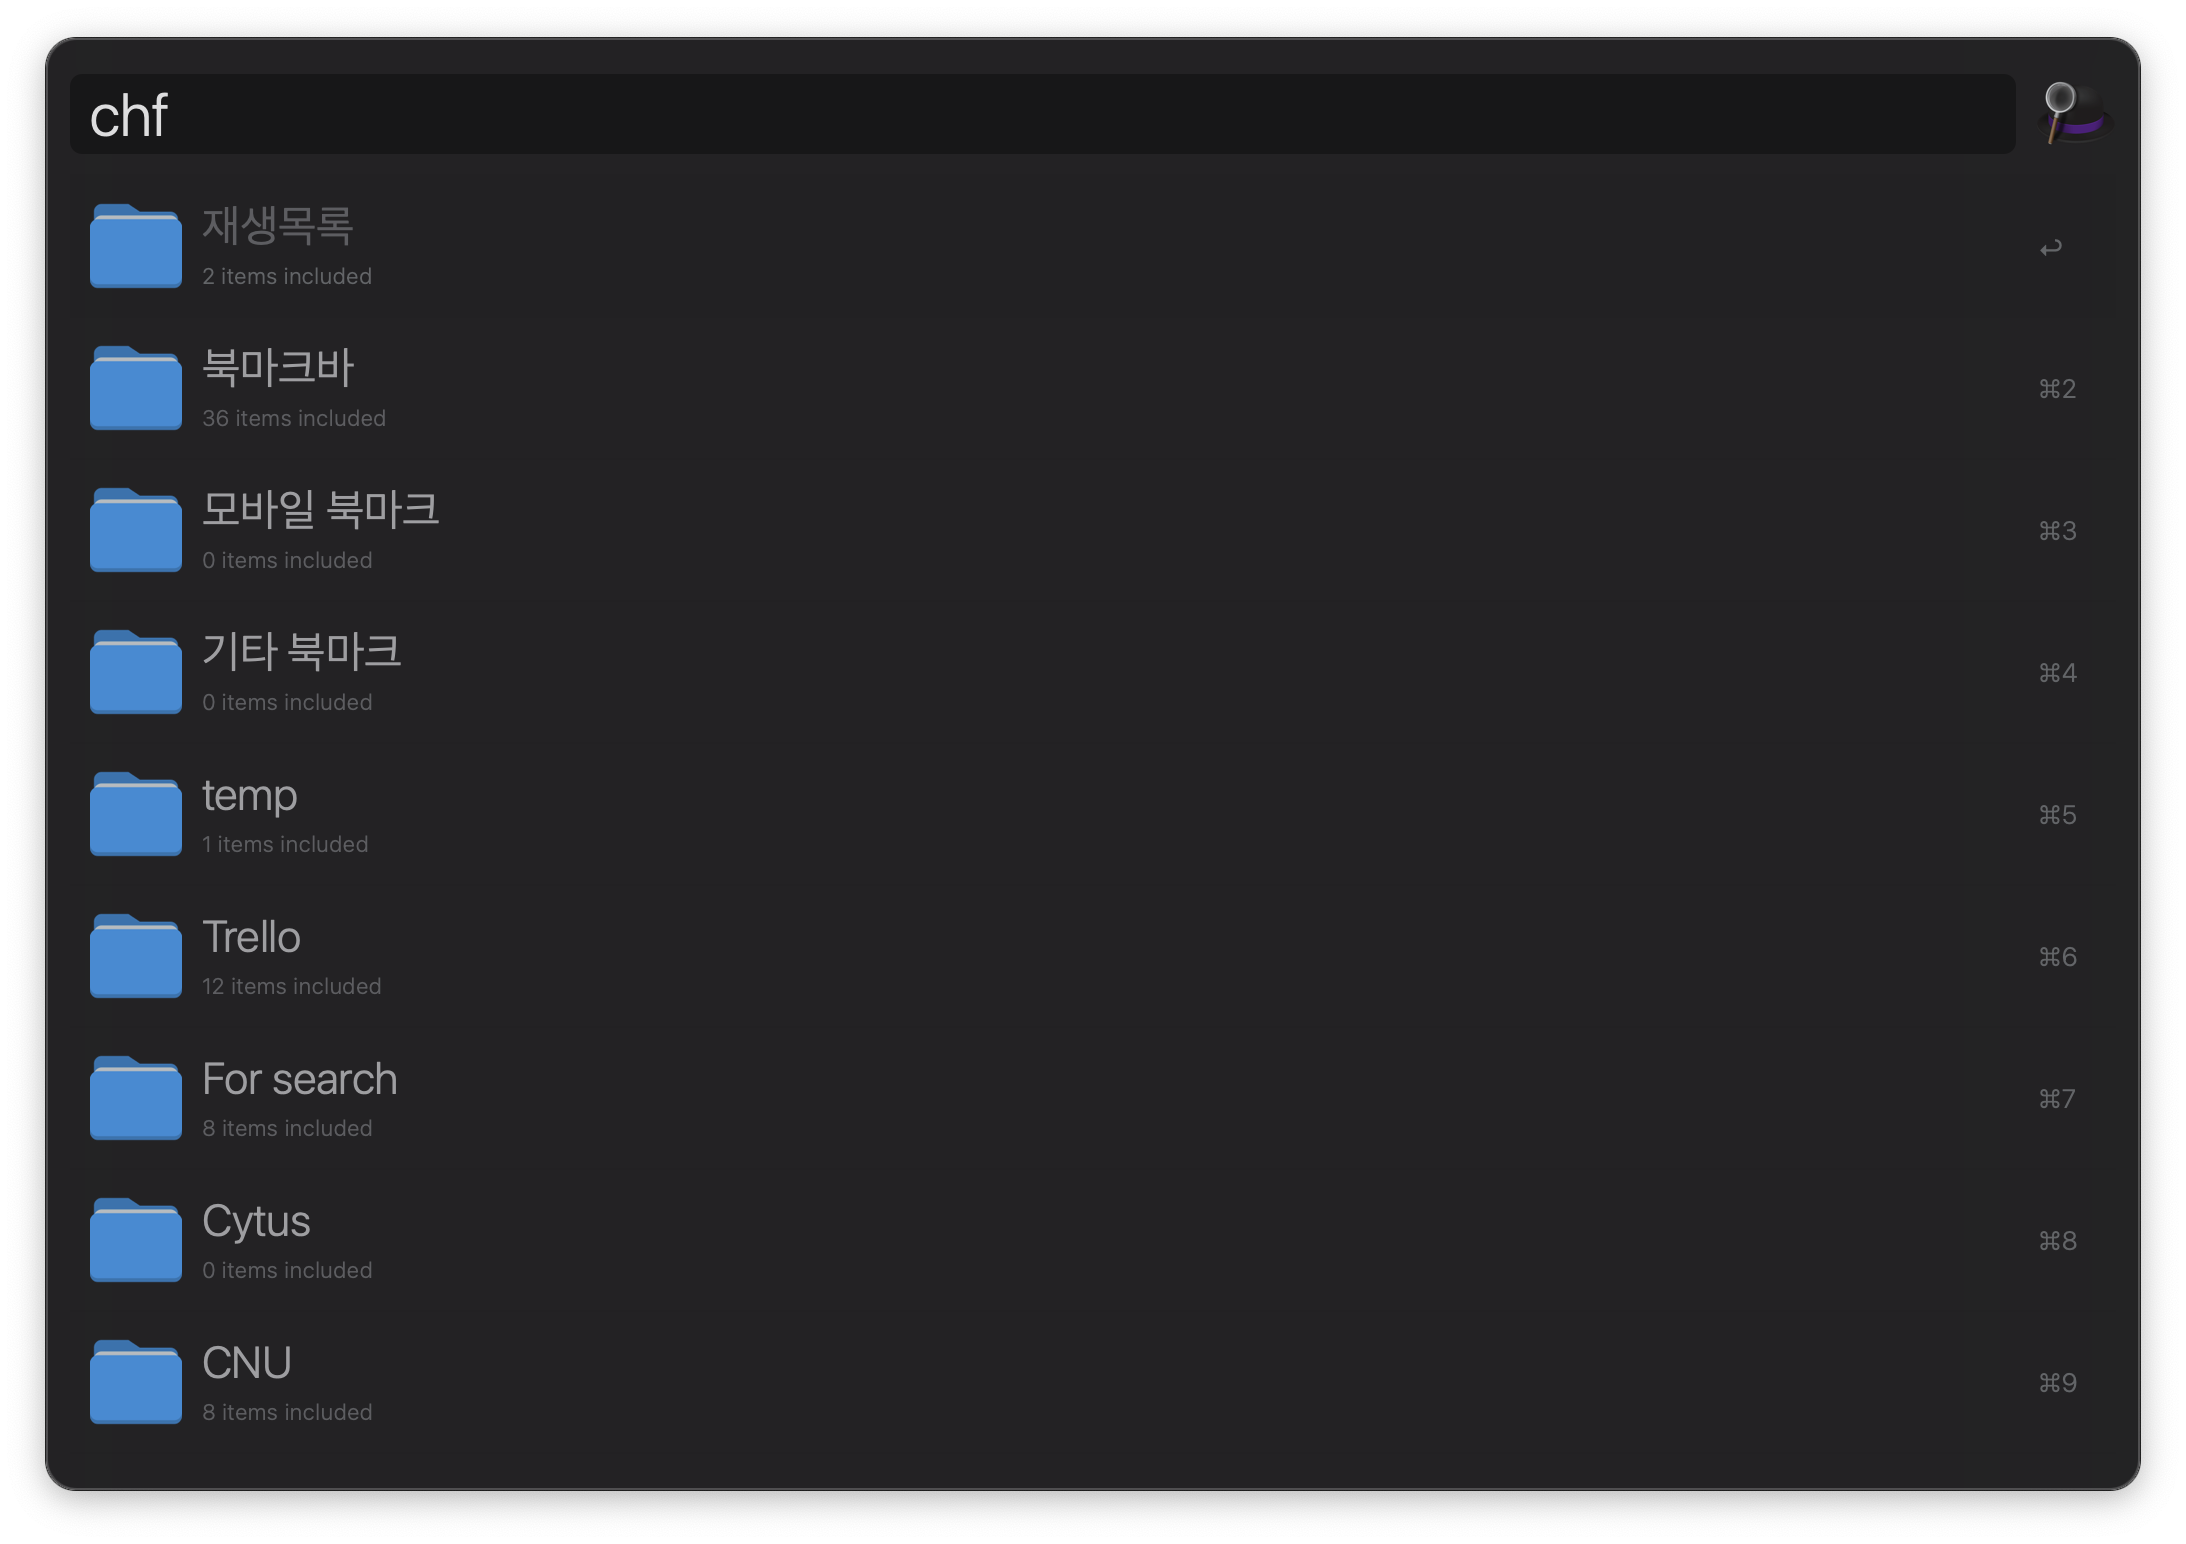 chf
재생목록
2 items included
↩
북마크바
36 items included
⌘2
모바일 북마크
0 items included
⌘3
기타 북마크
0 items included
⌘4
temp
1 items included
⌘5
Trello
12 items included
⌘6
For search
8 items included
⌘7
Cytus
0 items included
⌘8
CNU
8 items included
⌘9